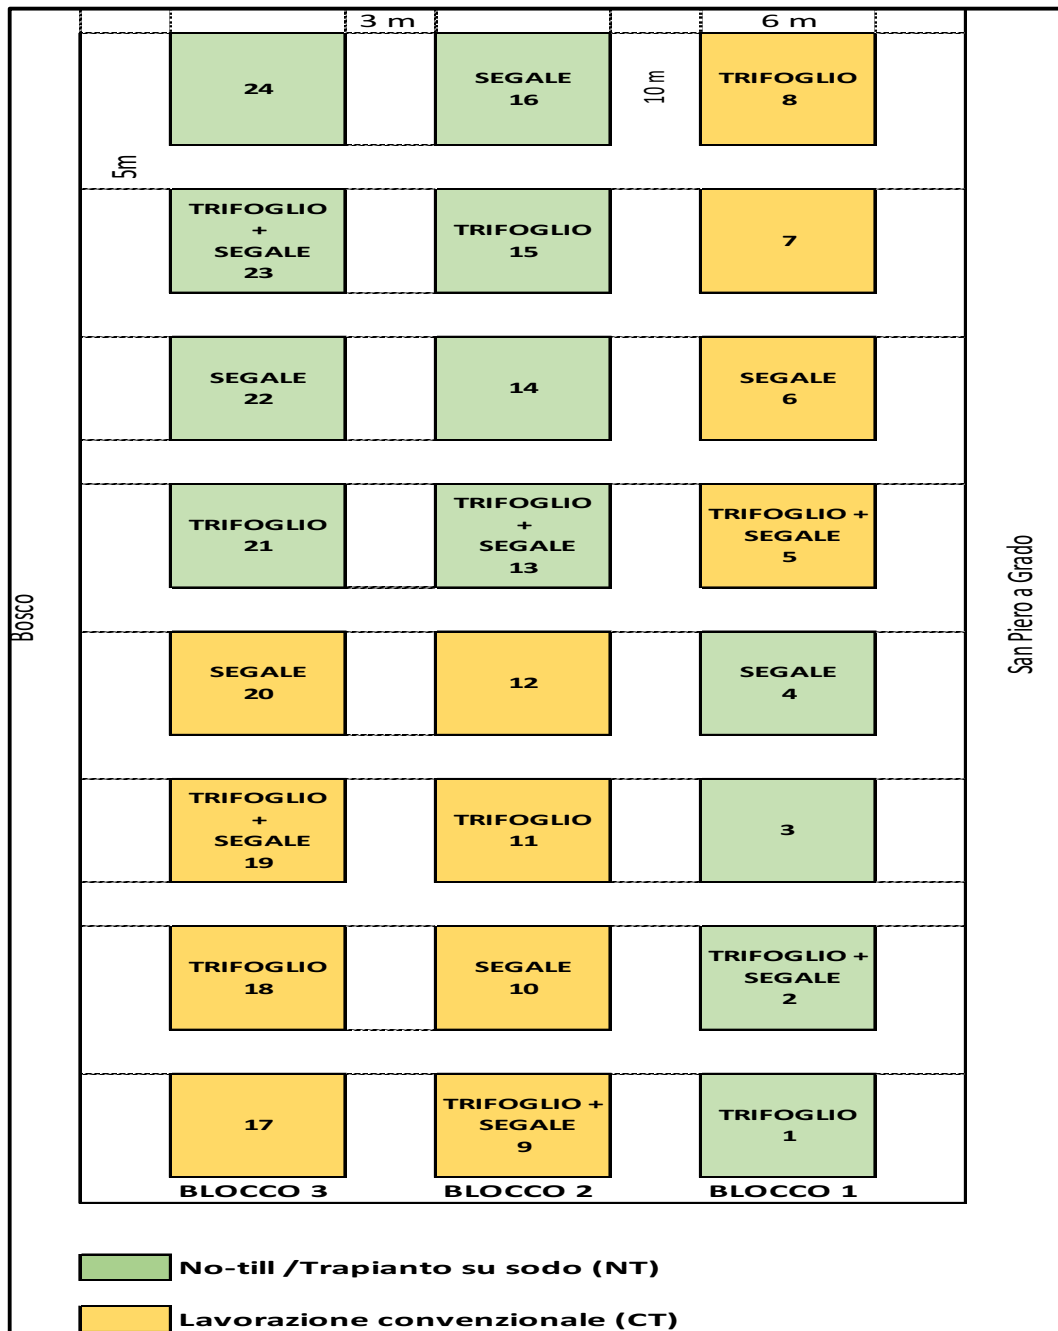 3 m
6 m
24
SEGALE
16
10 m
TRIFOGLIO
8
5m
TRIFOGLIO
+
SEGALE
23
TRIFOGLIO
15
7
SEGALE
22
14
SEGALE
6
TRIFOGLIO
21
TRIFOGLIO
+
SEGALE
13
TRIFOGLIO +
SEGALE
5
Bosco
San Piero a Grado
SEGALE
20
12
SEGALE
4
TRIFOGLIO
+
SEGALE
19
TRIFOGLIO
11
3
TRIFOGLIO
18
SEGALE
10
TRIFOGLIO +
SEGALE
2
17
TRIFOGLIO +
SEGALE
9
TRIFOGLIO
1
BLOCCO 3
BLOCCO 2
BLOCCO 1
No-till /Trapianto su sodo (NT)
Lavorazione convenzionale (CT)